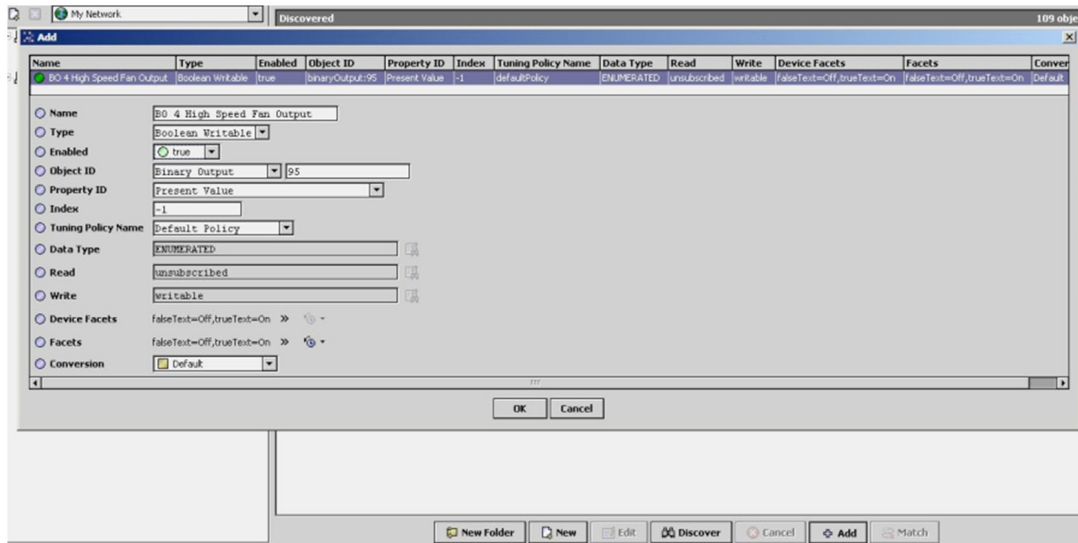 My Network
Discovered
109 obje
Add
Name Type Enabled Object ID Property ID Index Tuning Policy Name Data Type Read Write Device Facets Facets Conver
BO 4 High Speed Fan Output Boolean Writable true binaryOutput:95 Present Value -1 defaultPolicy ENUMERATED unsubscribed writable falseText=Off,trueText=On falseText=Off,trueText=On Default
Name BO 4 High Speed Fan Output
Type Boolean Writable
Enabled true
Object ID Binary Output 95
Property ID Present Value
Index -1
Tuning Policy Name Default Policy
Data Type ENUMERATED
Read unsubscribed
Write writable
Device Facets falseText=Off,trueText=On »
Facets falseText=Off,trueText=On »
Conversion Default
OK Cancel
New Folder New Edit Discover Cancel Add Match